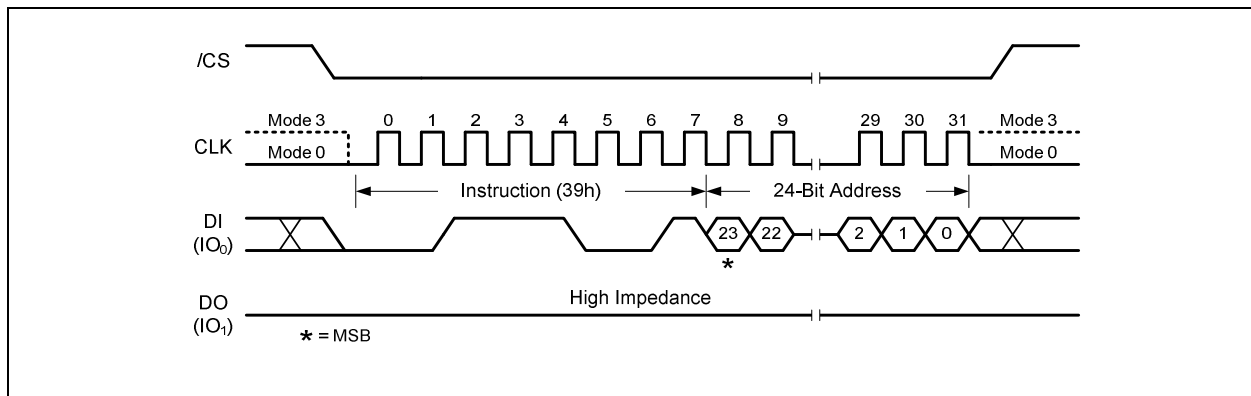 /CS
Mode 3
0 1 2 3 4 5 6 7 8 9 29 30 31
Mode 3
CLK
Mode 0
Mode 0
Instruction (39h)
24-Bit Address
DI
(IO₀)
23 22 2 1 0
*
High Impedance
DO
(IO₁)
* = MSB